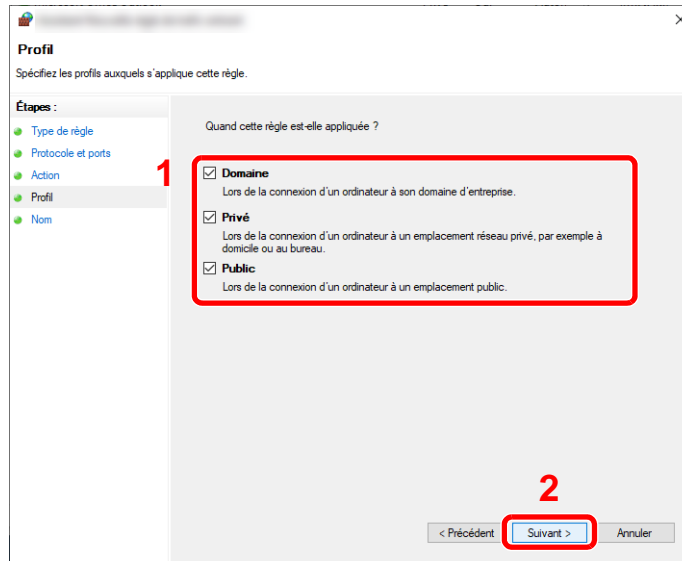 Profil
Spécifiez les profils auxquels s'applique cette règle.
Étapes :
Type de règle
Protocole et ports
Action
Profil
Nom
Quand cette règle est-elle appliquée ?
1
Domaine
Lors de la connexion d'un ordinateur à son domaine d'entreprise.
Privé
Lors de la connexion d'un ordinateur à un emplacement réseau privé, par exemple à
domicile ou au bureau.
Public
Lors de la connexion d'un ordinateur à un emplacement public.
2
< Précédent
Suivant >
Annuler